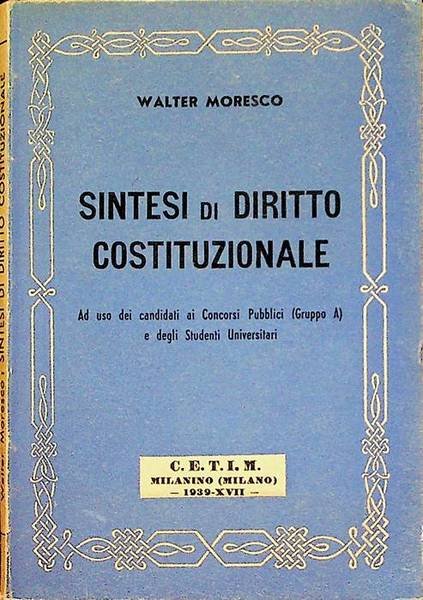 WALTER MORESCO
SINTESI DI DIRITTO
COSTITUZIONALE
Ad uso dei candidati ai Concorsi Pubblici (Gruppo A)
e degli Studenti Universitari
C. E. T. I. M.
MILANINO (MILANO)
— 1939-XVII —
Walter Moresco : SINTESI DI DIRITTO COSTITUZIONALE